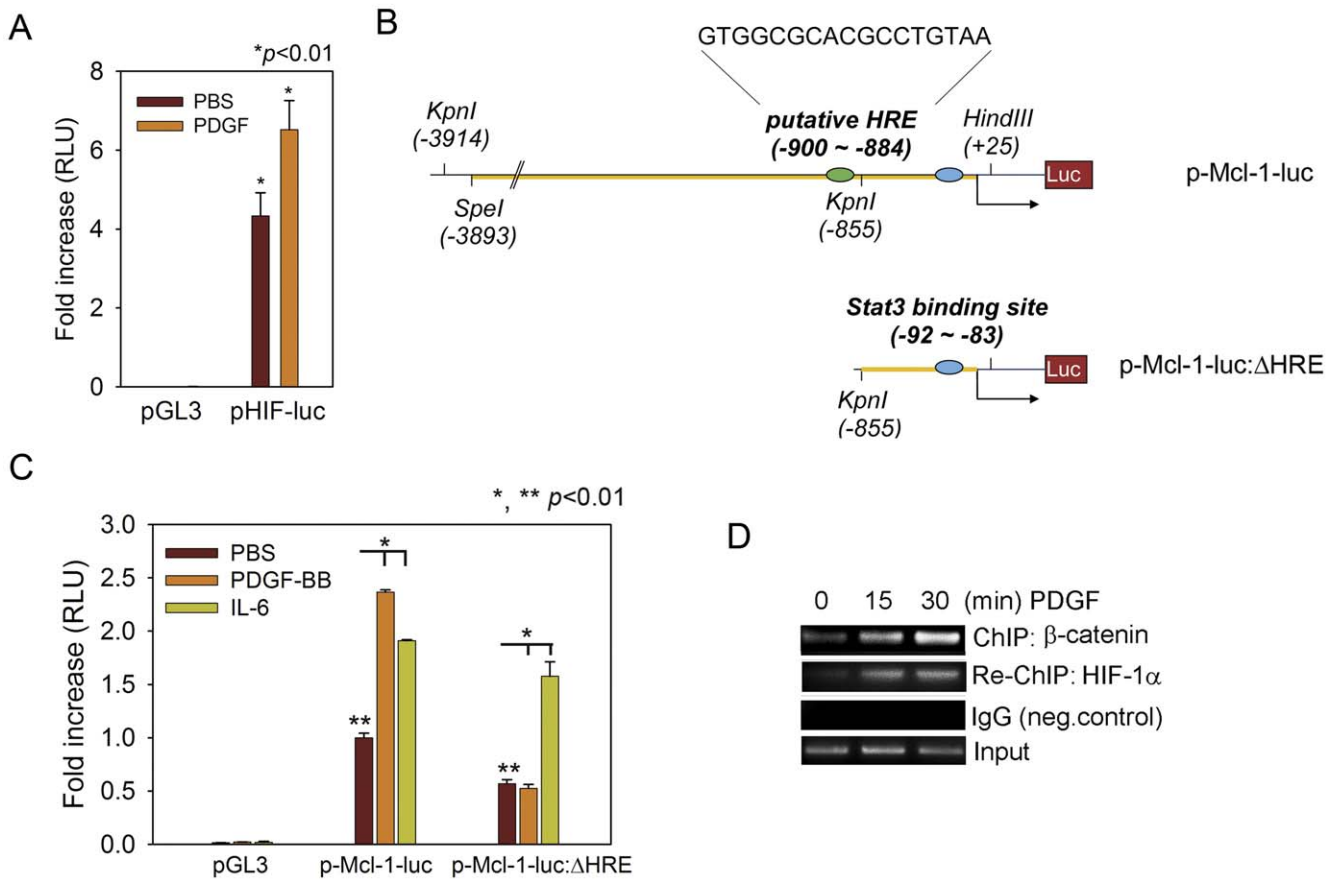 A
*p<0.01
8
6
4
2
0
Fold increase (RLU)
PBS
PDGF
*
*
pGL3 pHIF-luc
B
GTGGCGCACGCCTGTAA
KpnI
(-3914)
putative HRE
(-900 ~ -884)
HindIII
(+25)
Luc
p-Mcl-1-luc
SpeI
(-3893)
KpnI
(-855)
Stat3 binding site
(-92 ~ -83)
Luc
p-Mcl-1-luc:ΔHRE
KpnI
(-855)
C
*, ** p<0.01
3.0
2.5
2.0
1.5
1.0
0.5
0.0
Fold increase (RLU)
PBS
PDGF-BB
IL-6
*
**
*
**
pGL3 p-Mcl-1-luc p-Mcl-1-luc:ΔHRE
D
0 15 30 (min) PDGF
ChIP: β-catenin
Re-ChIP: HIF-1α
IgG (neg.control)
Input